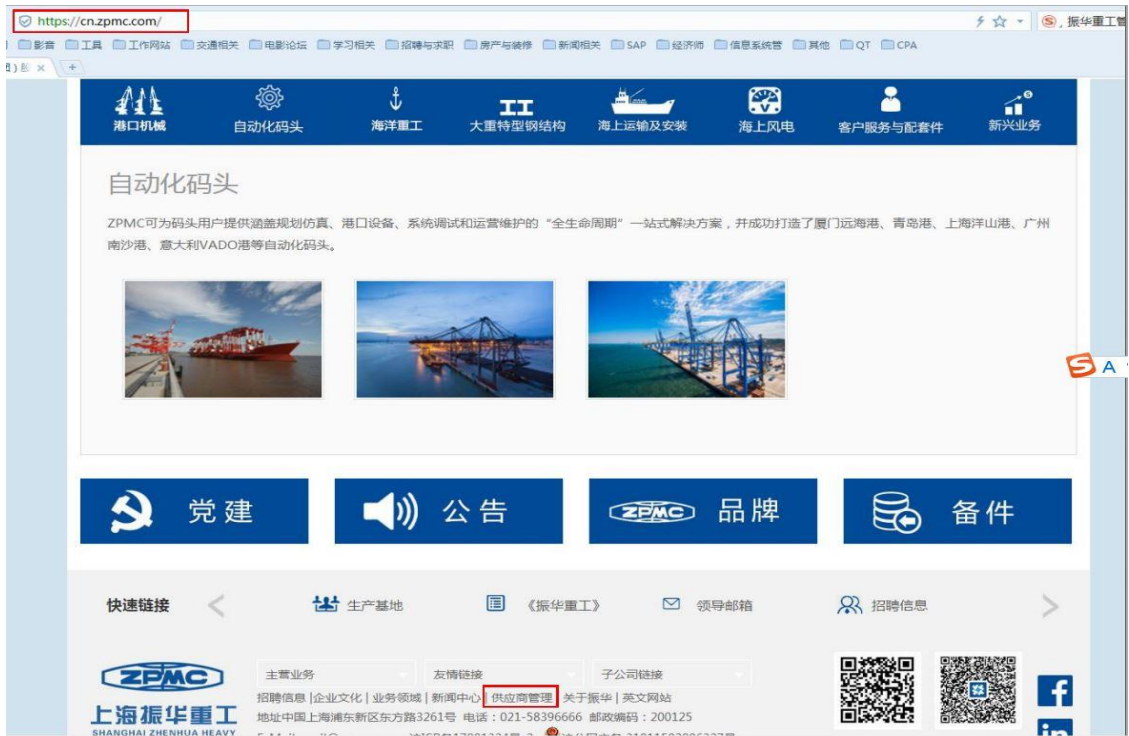 https://cn.zpmc.com/
振华重工管
影音 工具 工作网站 交通相关 电影论坛 学习相关 招聘与求职 房产与装修 新闻相关 SAP 经济师 信息系统管 其他 QT CPA
港口机械 自动化码头 海洋重工 大重特型钢结构 海上运输及安装 海上风电 客户服务与配套件 新兴业务
自动化码头
ZPMC可为码头用户提供涵盖规划仿真、港口设备、系统调试和运营维护的“全生命周期”一站式解决方案，并成功打造了厦门远海港、青岛港、上海洋山港、广州
南沙港、意大利VADO港等自动化码头。
S A
党建 公告 ZPMC 品牌 备件
快速链接 生产基地 《振华重工》 领导邮箱 招聘信息
ZPMC
上海振华重工
SHANGHAI ZHENHUA HEAVY
主营业务 友情链接 子公司链接
招聘信息 |企业文化 | 业务领域 | 新闻中心 | 供应商管理 | 关于振华 | 英文网站
地址中国上海浦东新区东方路3261号 电话：021-58396666 邮政编码：200125
f
in